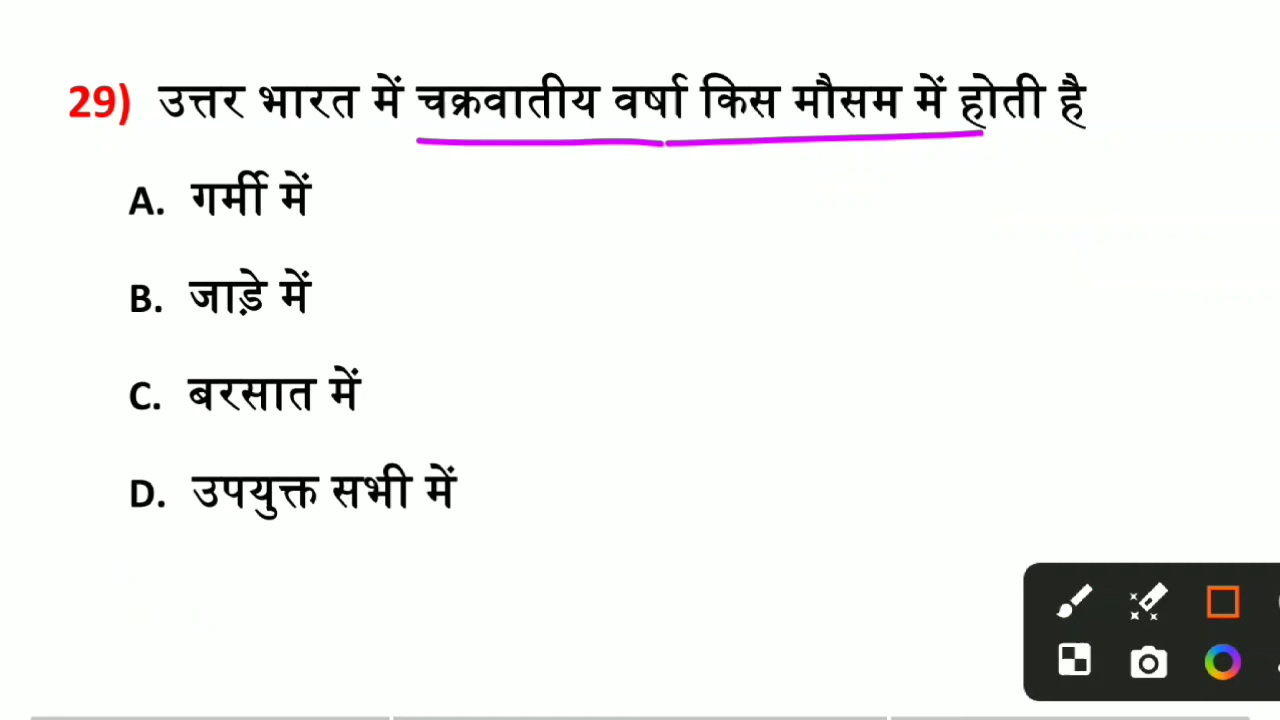 29) उत्तर भारत में चक्रवातीय वर्षा किस मौसम में होती है
A. गर्मी में
B. जाड़े में
C. बरसात में
D. उपयुक्त सभी में